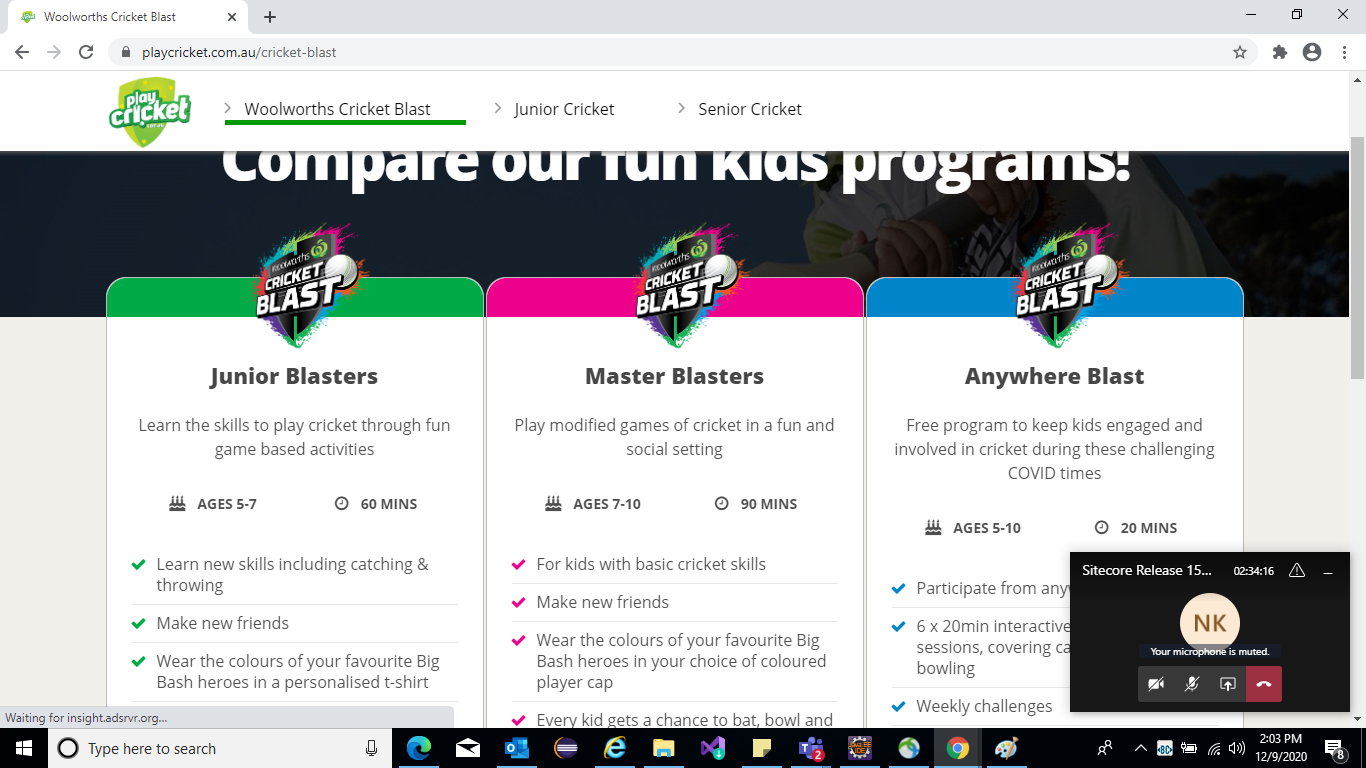 Woolworths Cricket Blast
playcricket.com.au/cricket-blast
play
cricket
Woolworths Cricket Blast
Junior Cricket
Senior Cricket
Compare our fun kids programs!
woolworths
CRICKET
BLAST
woolworths
CRICKET
BLAST
woolworths
CRICKET
BLAST
Junior Blasters
Learn the skills to play cricket through fun
game based activities
AGES 5-7
60 MINS
Learn new skills including catching &
throwing
Make new friends
Wear the colours of your favourite Big
Bash heroes in a personalised t-shirt
Master Blasters
Play modified games of cricket in a fun and
social setting
AGES 7-10
90 MINS
For kids with basic cricket skills
Make new friends
Wear the colours of your favourite Big
Bash heroes in your choice of coloured
player cap
Every kid gets a chance to bat, bowl and
Anywhere Blast
Free program to keep kids engaged and
involved in cricket during these challenging
COVID times
AGES 5-10
20 MINS
Participate from any
6 x 20min interactive
sessions, covering ca
bowling
Weekly challenges
Sitecore Release 15...
02:34:16
NK
Your microphone is muted.
Waiting for insight.adsrvr.org...
Type here to search
2
2:03 PM
12/9/2020
8